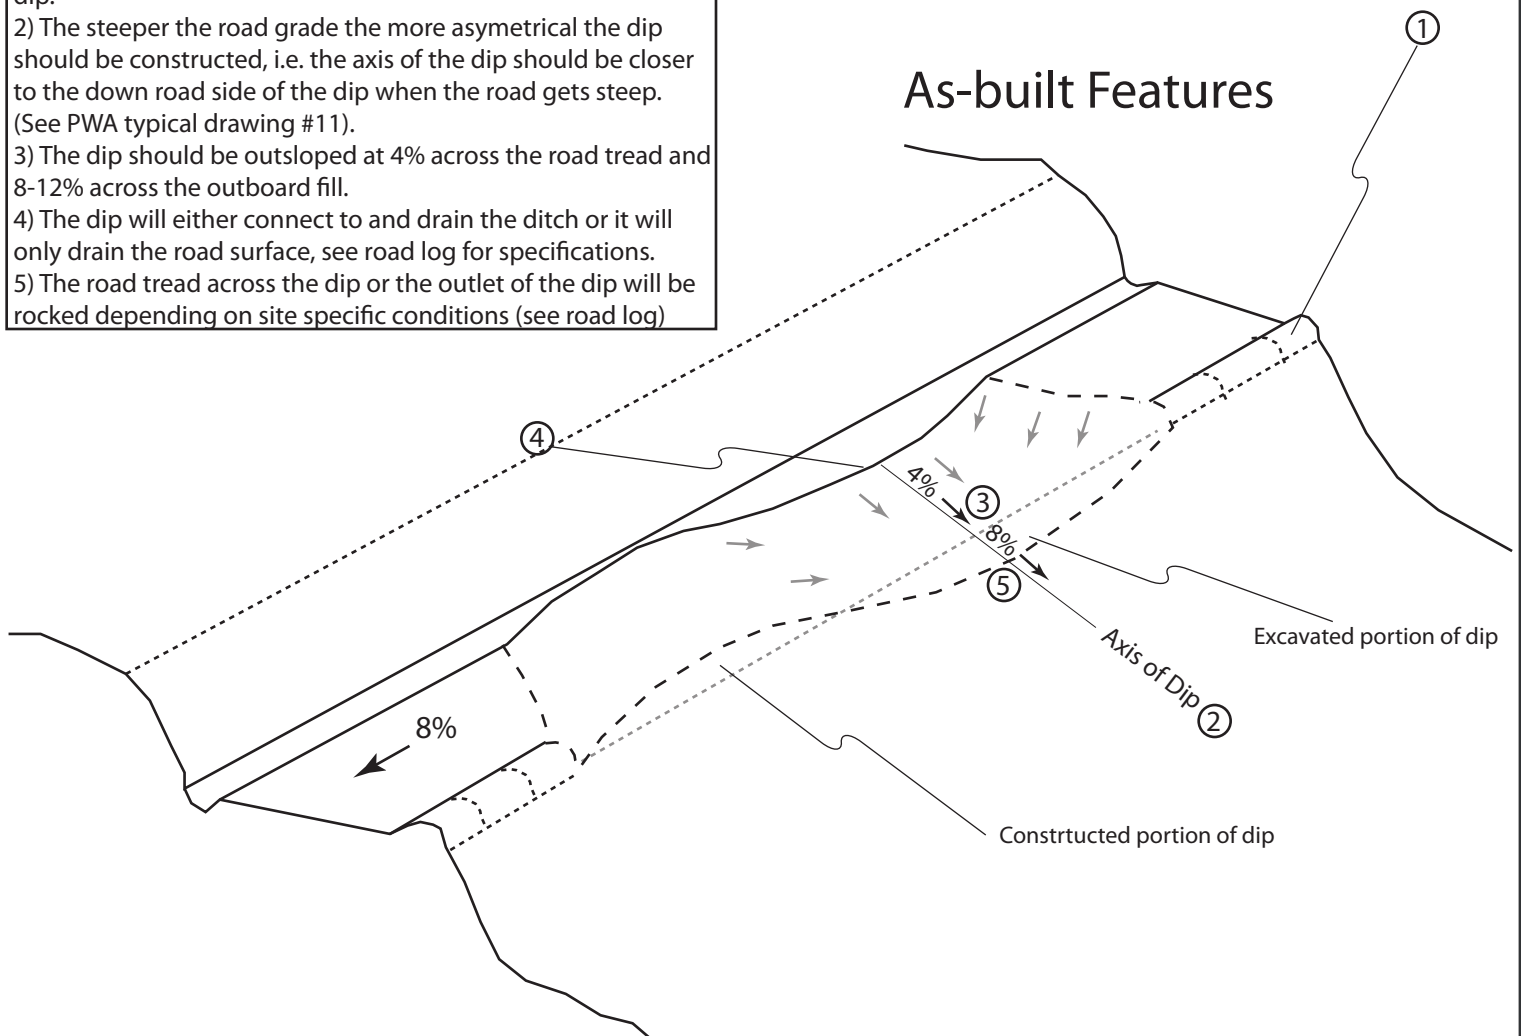 dip.
2) The steeper the road grade the more asymetrical the dip
should be constructed, i.e. the axis of the dip should be closer
to the down road side of the dip when the road gets steep.
(See PWA typical drawing #11).
3) The dip should be outsloped at 4% across the road tread and
8-12% across the outboard fill.
4) The dip will either connect to and drain the ditch or it will
only drain the road surface, see road log for specifications.
5) The road tread across the dip or the outlet of the dip will be
rocked depending on site specific conditions (see road log)
As-built Features
1
4
4%
3
8%
5
Excavated portion of dip
Axis of Dip 2
8%
Constrtucted portion of dip